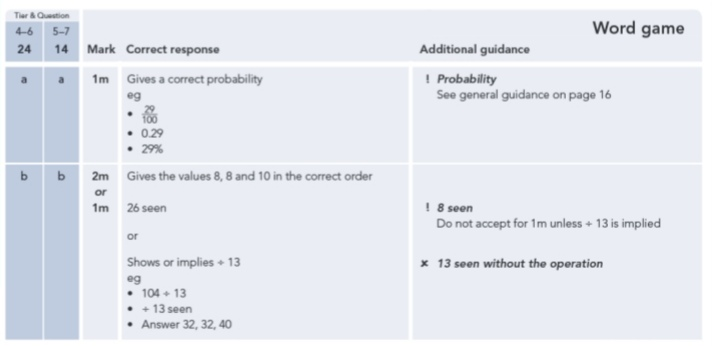 Tier & Question
4–6 5–7
24 14 Mark Correct response Additional guidance
Word game
a a 1m Gives a correct probability ! Probability
eg See general guidance on page 16
• 29/100
• 0.29
• 29%
b b 2m Gives the values 8, 8 and 10 in the correct order
or
1m 26 seen ! 8 seen
Do not accept for 1m unless ÷ 13 is implied
or
Shows or implies ÷ 13 × 13 seen without the operation
eg
• 104 ÷ 13
• ÷ 13 seen
• Answer 32, 32, 40